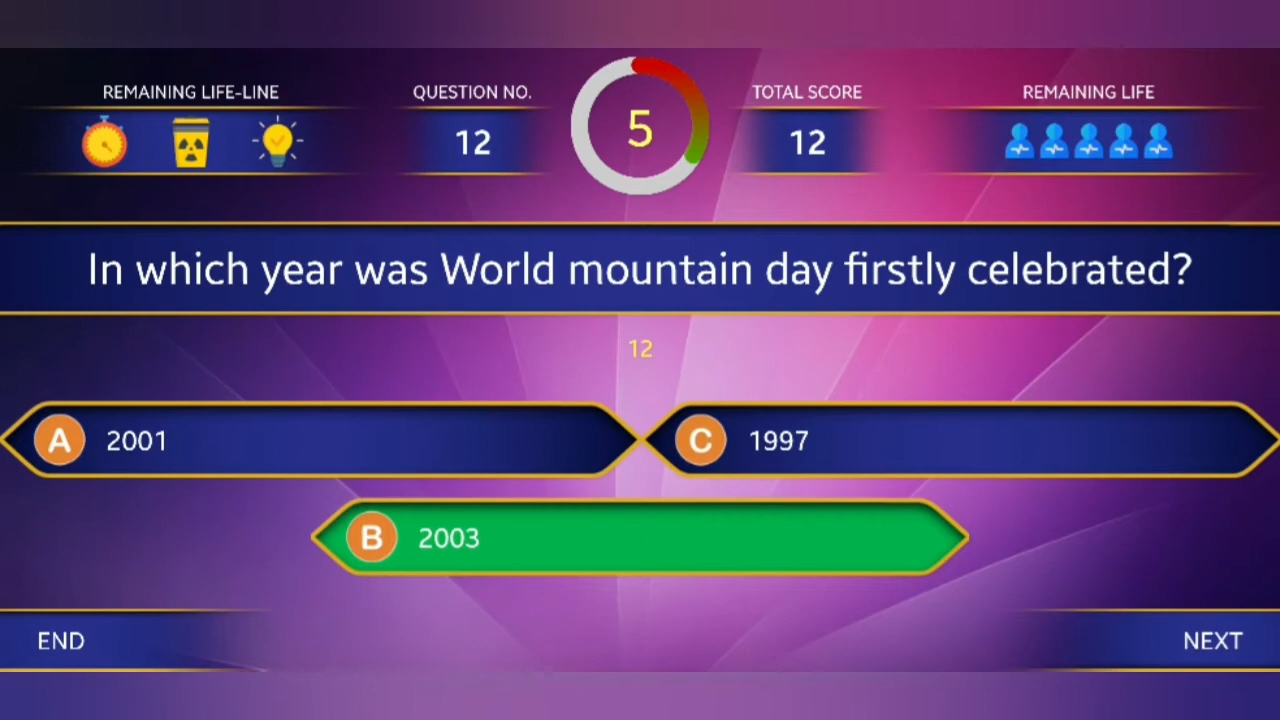 REMAINING LIFE-LINE
QUESTION NO.
12
5
TOTAL SCORE
12
REMAINING LIFE
In which year was World mountain day firstly celebrated?
12
A 2001
C 1997
B 2003
END
NEXT